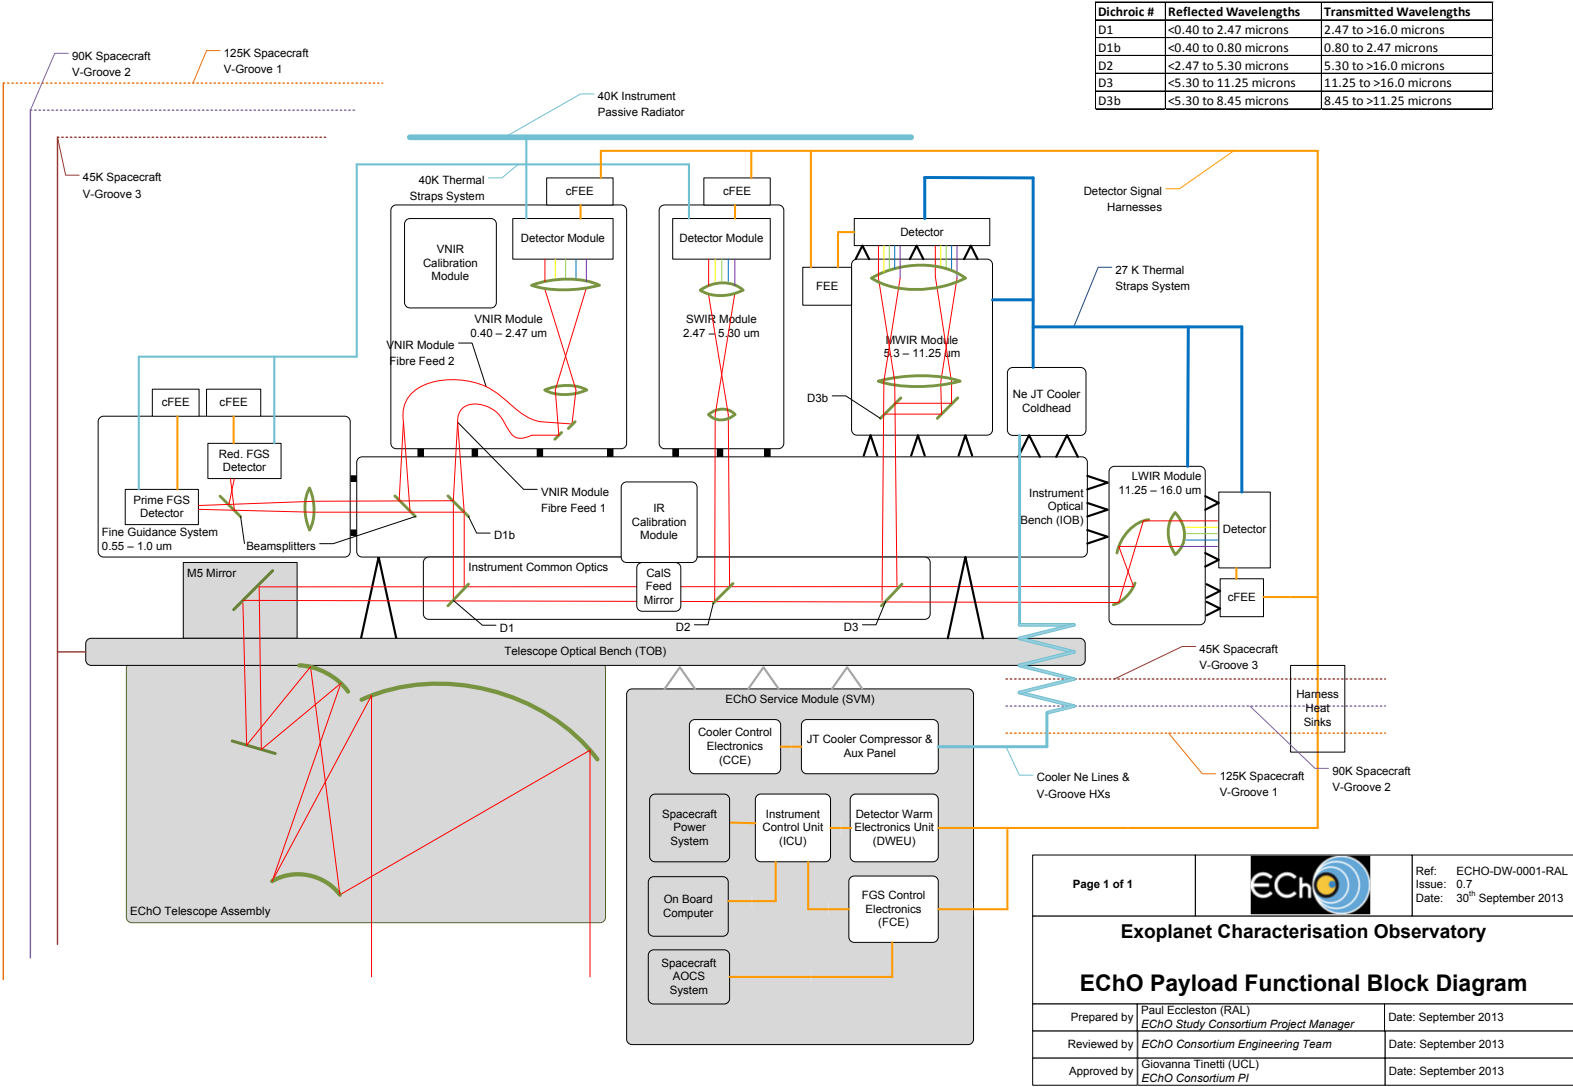 Dichroic # Reflected Wavelengths Transmitted Wavelengths
D1 <0.40 to 2.47 microns 2.47 to >16.0 microns
D1b <0.40 to 0.80 microns 0.80 to 2.47 microns
D2 <2.47 to 5.30 microns 5.30 to >16.0 microns
D3 <5.30 to 11.25 microns 11.25 to >16.0 microns
D3b <5.30 to 8.45 microns 8.45 to >11.25 microns
90K Spacecraft
V-Groove 2
125K Spacecraft
V-Groove 1
45K Spacecraft
V-Groove 3
40K Instrument
Passive Radiator
40K Thermal
Straps System
Detector Signal
Harnesses
27 K Thermal
Straps System
cFEE
Detector Module
VNIR
Calibration
Module
VNIR Module
0.40 – 2.47 um
VNIR Module
Fibre Feed 2
cFEE
Detector Module
SWIR Module
2.47 – 5.30 um
Detector
FEE
MWIR Module
5.3 – 11.25 um
D3b
Ne JT Cooler
Coldhead
cFEE
cFEE
Red. FGS
Detector
Prime FGS
Detector
Fine Guidance System
0.55 – 1.0 um
Beamsplitters
VNIR Module
Fibre Feed 1
D1b
IR
Calibration
Module
Instrument
Optical
Bench (IOB)
LWIR Module
11.25 – 16.0 um
Detector
cFEE
M5 Mirror
Instrument Common Optics
CalS
Feed
Mirror
D1
D2
D3
Telescope Optical Bench (TOB)
EChO Telescope Assembly
EChO Service Module (SVM)
Cooler Control
Electronics
(CCE)
JT Cooler Compressor &
Aux Panel
Spacecraft
Power
System
Instrument
Control Unit
(ICU)
Detector Warm
Electronics Unit
(DWEU)
On Board
Computer
FGS Control
Electronics
(FCE)
Spacecraft
AOCS
System
45K Spacecraft
V-Groove 3
Harness
Heat
Sinks
Cooler Ne Lines &
V-Groove HXs
125K Spacecraft
V-Groove 1
90K Spacecraft
V-Groove 2
Page 1 of 1
ECh
Ref: ECHO-DW-0001-RAL
Issue: 0.7
Date: 30th September 2013
Exoplanet Characterisation Observatory
EChO Payload Functional Block Diagram
Prepared by Paul Eccleston (RAL)
EChO Study Consortium Project Manager
Date: September 2013
Reviewed by EChO Consortium Engineering Team Date: September 2013
Approved by Giovanna Tinetti (UCL)
EChO Consortium PI
Date: September 2013